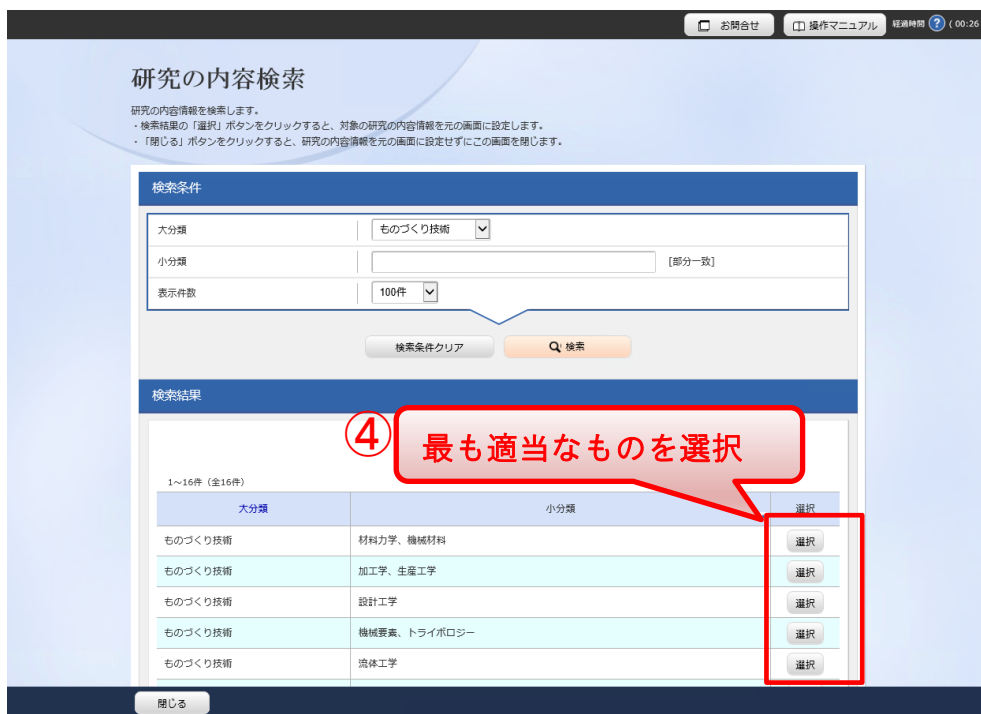 お問合せ 操作マニュアル 経過時間 ? ( 00:26
研究の内容検索
研究の内容情報を検索します。
・検索結果の「選択」ボタンをクリックすると、対象の研究の内容情報を元の画面に設定します。
・「閉じる」ボタンをクリックすると、研究の内容情報を元の画面に設定せずにこの画面を閉じます。
検索条件
大分類 ものづくり技術
小分類 [部分一致]
表示件数 100件
検索条件クリア 検索
検索結果
④ 最も適当なものを選択
1～16件（全16件）
大分類 小分類 選択
ものづくり技術 材料力学、機械材料 選択
ものづくり技術 加工学、生産工学 選択
ものづくり技術 設計工学 選択
ものづくり技術 機械要素、トライボロジー 選択
ものづくり技術 流体工学 選択
閉じる